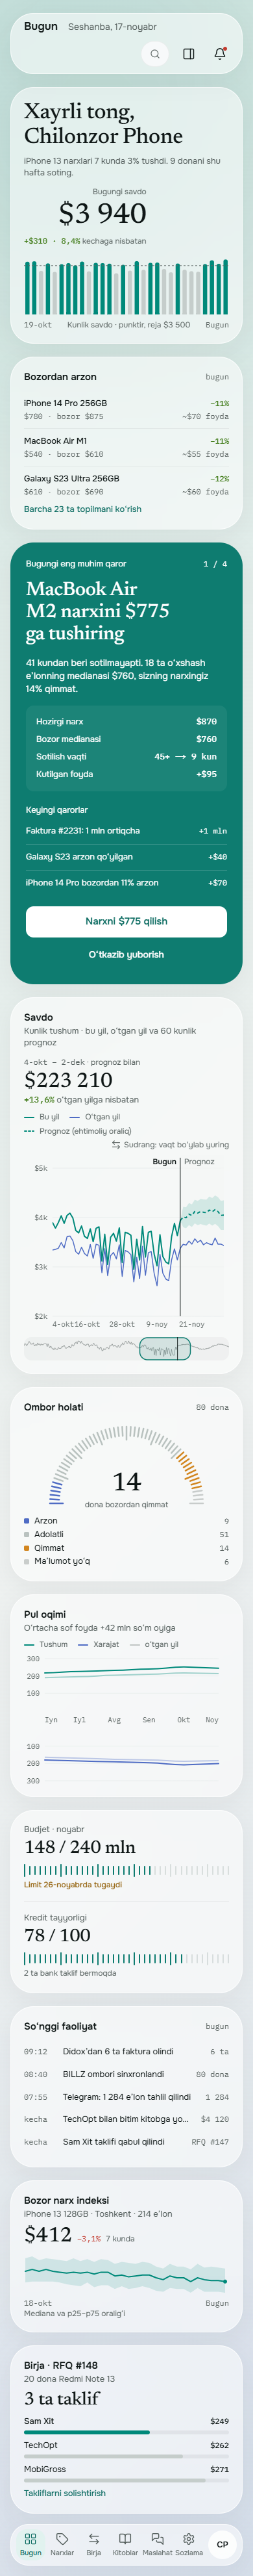 Bugun Seshanba, 17-noyabr
Xayrli tong,
Chilonzor Phone
iPhone 13 narxlari 7 kunda 3% tushdi. 9 donani shu
hafta soting.
Bugungi savdo
$3 940
+$310 · 8,4% kechaga nisbatan
19-okt Kunlik savdo · punktir, reja $3 500 Bugun
Bozordan arzon bugun
iPhone 14 Pro 256GB −11%
$780 · bozor $875 ~$70 foyda
MacBook Air M1 −11%
$540 · bozor $610 ~$55 foyda
Galaxy S23 Ultra 256GB −12%
$610 · bozor $690 ~$60 foyda
Barcha 23 ta topilmani ko‘rish
Bugungi eng muhim qaror 1 / 4
MacBook Air
M2 narxini $775
ga tushiring
41 kundan beri sotilmayapti. 18 ta o‘xshash
e’lonning medianasi $760, sizning narxingiz
14% qimmat.
Hozirgi narx $870
Bozor medianasi $760
Sotilish vaqti 45+ → 9 kun
Kutilgan foyda +$95
Keyingi qarorlar
Faktura #2231: 1 mln ortiqcha +1 mln
Galaxy S23 arzon qo‘yilgan +$40
iPhone 14 Pro bozordan 11% arzon +$70
Narxni $775 qilish
O‘tkazib yuborish
Savdo
Kunlik tushum · bu yil, o‘tgan yil va 60 kunlik
prognoz
4-okt – 2-dek · prognoz bilan
$223 210
+13,6% o‘tgan yilga nisbatan
Bu yil O‘tgan yil
Prognoz (ehtimoliy oraliq)
Sudrang: vaqt bo‘ylab yuring
Bugun Prognoz
$5k
$4k
$3k
$2k
4-okt 16-okt 28-okt 9-noy 21-noy
Ombor holati 80 dona
14
dona bozordan qimmat
Arzon 9
Adolatli 51
Qimmat 14
Ma’lumot yo‘q 6
Pul oqimi
O‘rtacha sof foyda +42 mln so‘m oyiga
Tushum Xarajat o‘tgan yil
300
200
100
Iyn Iyl Avg Sen Okt Noy
100
200
300
Budjet · noyabr
148 / 240 mln
Limit 26-noyabrda tugaydi
Kredit tayyorligi
78 / 100
2 ta bank taklif bermoqda
So‘nggi faoliyat bugun
09:12 Didox’dan 6 ta faktura olindi 6 ta
08:40 BILLZ ombori sinxronlandi 80 dona
07:55 Telegram: 1 284 e’lon tahlil qilindi 1 284
kecha TechOpt bilan bitim kitobga yo… $4 120
kecha Sam Xit taklifi qabul qilindi RFQ #147
Bozor narx indeksi
iPhone 13 128GB · Toshkent · 214 e’lon
$412 −3,1% 7 kunda
18-okt Bugun
Mediana va p25–p75 oralig‘i
Birja · RFQ #148
20 dona Redmi Note 13
3 ta taklif
Sam Xit $249
TechOpt $262
MobiGross $271
Takliflarni solishtirish
Bugun Narxlar Birja Kitoblar Maslahat Sozlama CP